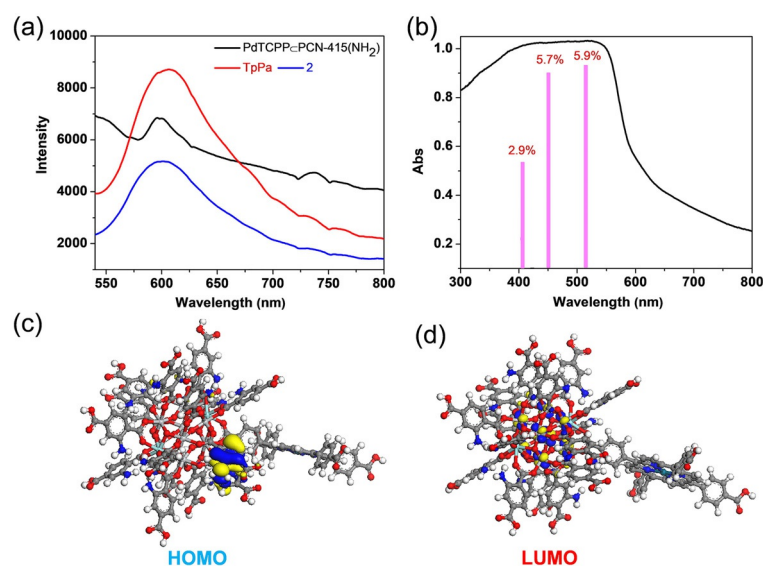 (a)
10000
8000
6000
4000
2000
Intensity
PdTCPP⊂PCN-415(NH2)
TpPa 2
550 600 650 700 750 800
Wavelength (nm)
(b)
1.0
0.8
0.6
0.4
0.2
Abs
2.9%
5.7%
5.9%
300 400 500 600 700 800
Wavelength (nm)
(c)
HOMO
(d)
LUMO